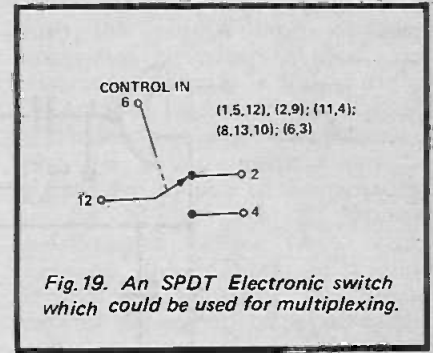 CONTROL IN
6
(1,5,12), (2,9); (11,4);
(8,13,10); (6,3)
2
12
4
Fig. 19. An SPDT Electronic switch
which could be used for multiplexing.